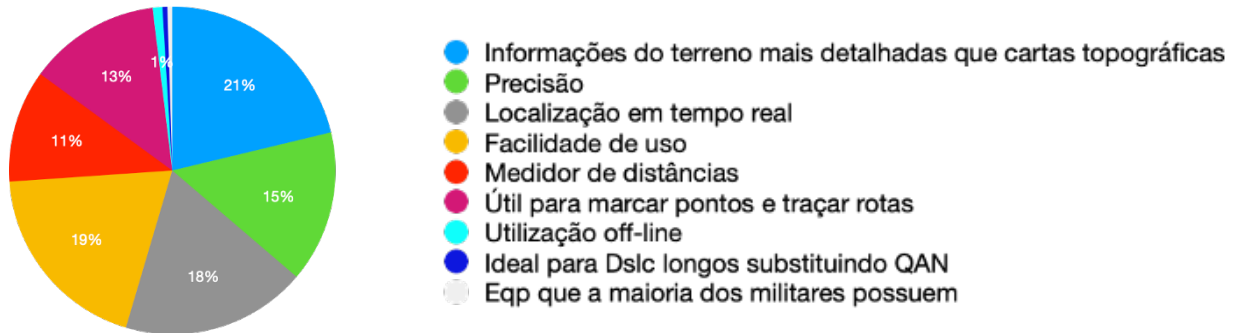 21%
15%
18%
19%
11%
13%
1%
Informações do terreno mais detalhadas que cartas topográficas
Precisão
Localização em tempo real
Facilidade de uso
Medidor de distâncias
Útil para marcar pontos e traçar rotas
Utilização off-line
Ideal para Dslc longos substituindo QAN
Eqp que a maioria dos militares possuem